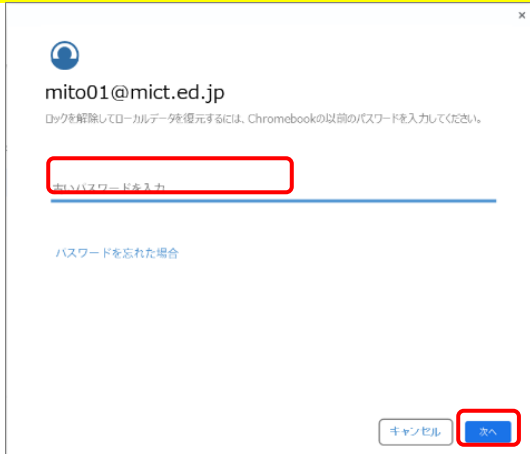 mito01@mict.ed.jp
ロックを解除してローカルデータを復元するには、Chromebookの以前のパスワードを入力してください。
古いパスワードを入力
パスワードを忘れた場合
キャンセル
次へ